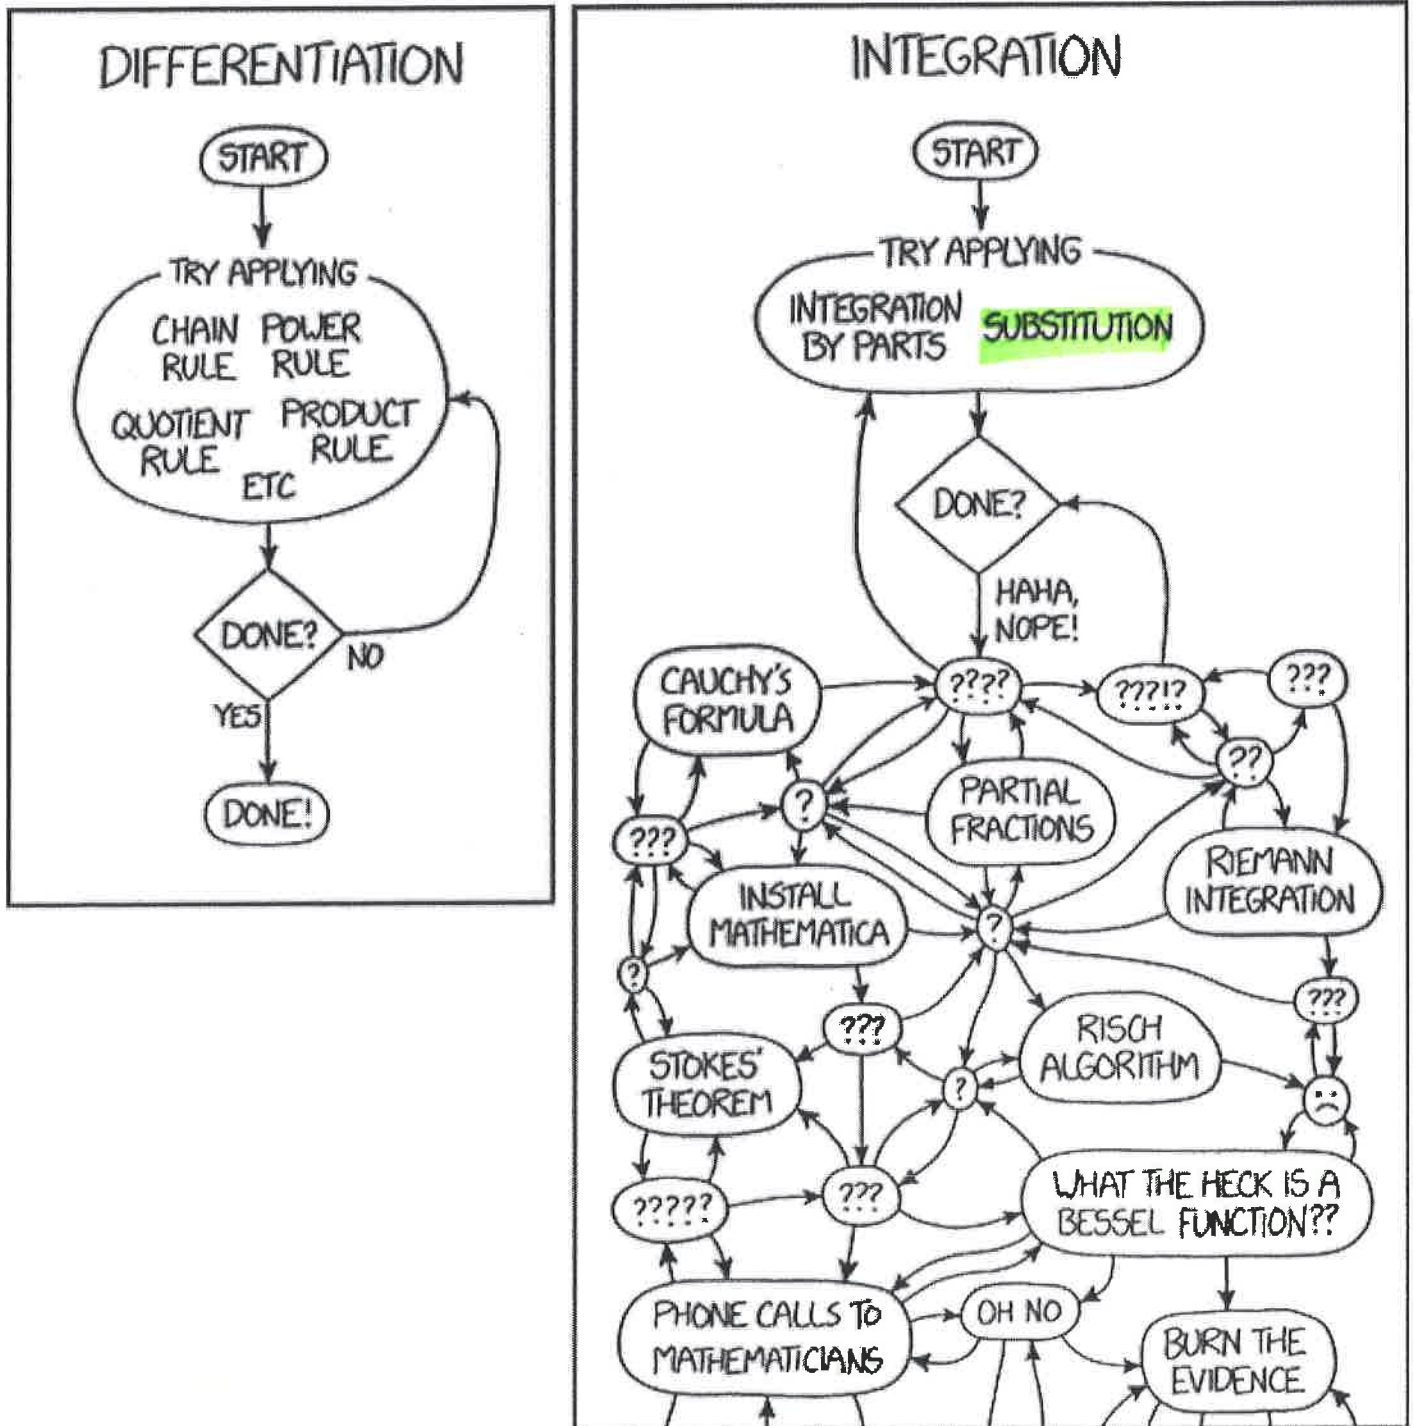 DIFFERENTIATION
START
TRY APPLYING
CHAIN POWER
RULE RULE
QUOTIENT PRODUCT
RULE RULE
ETC
DONE?
NO
YES
DONE!
INTEGRATION
START
TRY APPLYING
INTEGRATION SUBSTITUTION
BY PARTS
DONE?
HAHA,
NOPE!
CAUCHY'S
FORMULA
????
???!?
???
??
?
PARTIAL
FRACTIONS
???
RIEMANN
INTEGRATION
INSTALL
MATHEMATICA
?
?
???
???
RISCH
ALGORITHM
STOKES'
THEOREM
?
?????
???
WHAT THE HECK IS A
BESSEL FUNCTION??
PHONE CALLS TO
MATHEMATICIANS
OH NO
BURN THE
EVIDENCE